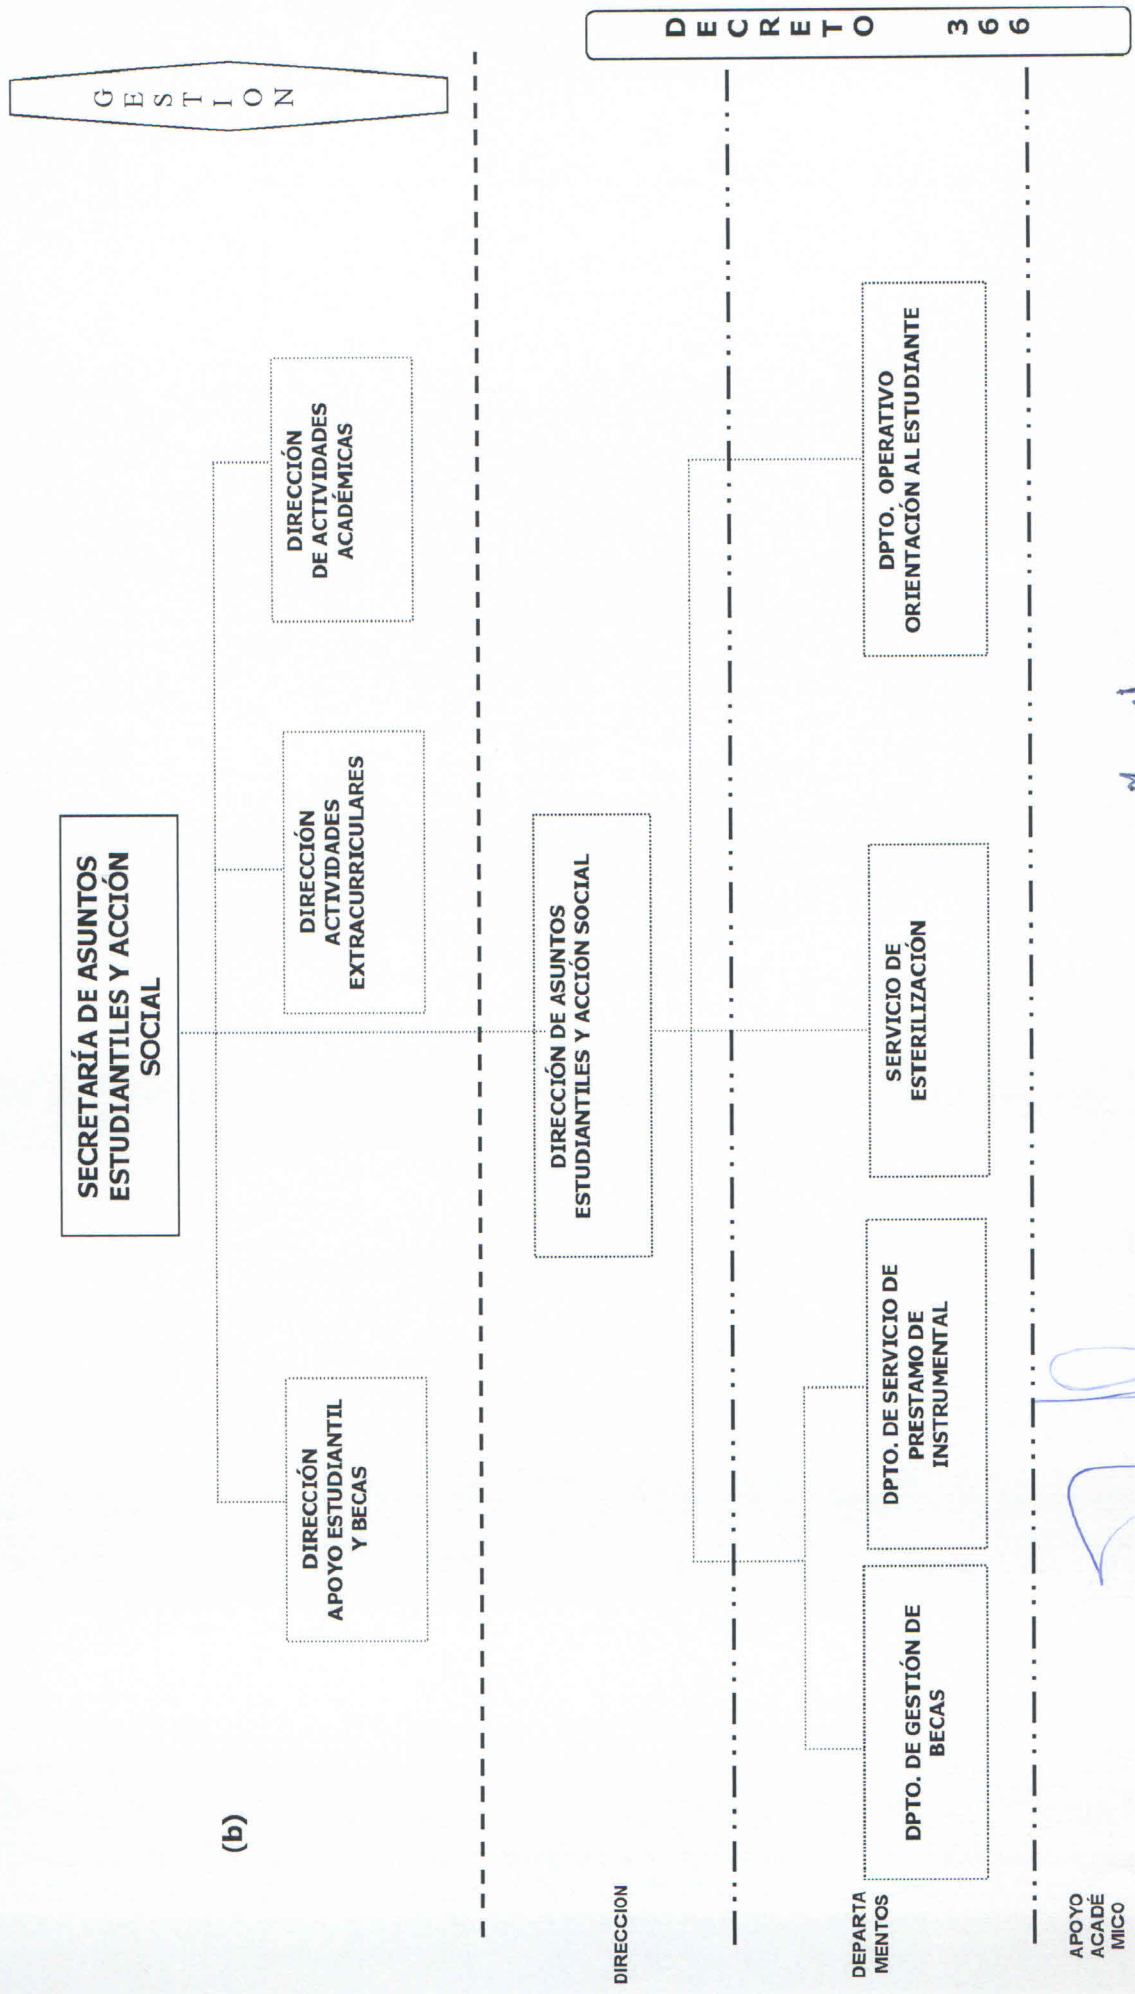 SECRETARÍA DE ASUNTOS
ESTUDIANTILES Y ACCIÓN
SOCIAL
GESTION
(b)
DIRECCIÓN
APOYO ESTUDIANTIL
Y BECAS
DIRECCIÓN
ACTIVIDADES
EXTRACURRICULARES
DIRECCIÓN
DE ACTIVIDADES
ACADÉMICAS
DIRECCION
DIRECCIÓN DE ASUNTOS
ESTUDIANTILES Y ACCIÓN SOCIAL
DECRETO 366
DEPARTA
MENTOS
DPTO. DE GESTIÓN DE
BECAS
DPTO. DE SERVICIO DE
PRESTAMO DE
INSTRUMENTAL
SERVICIO DE
ESTERILIZACIÓN
DPTO. OPERATIVO
ORIENTACIÓN AL ESTUDIANTE
APOYO
ACADÉ
MICO